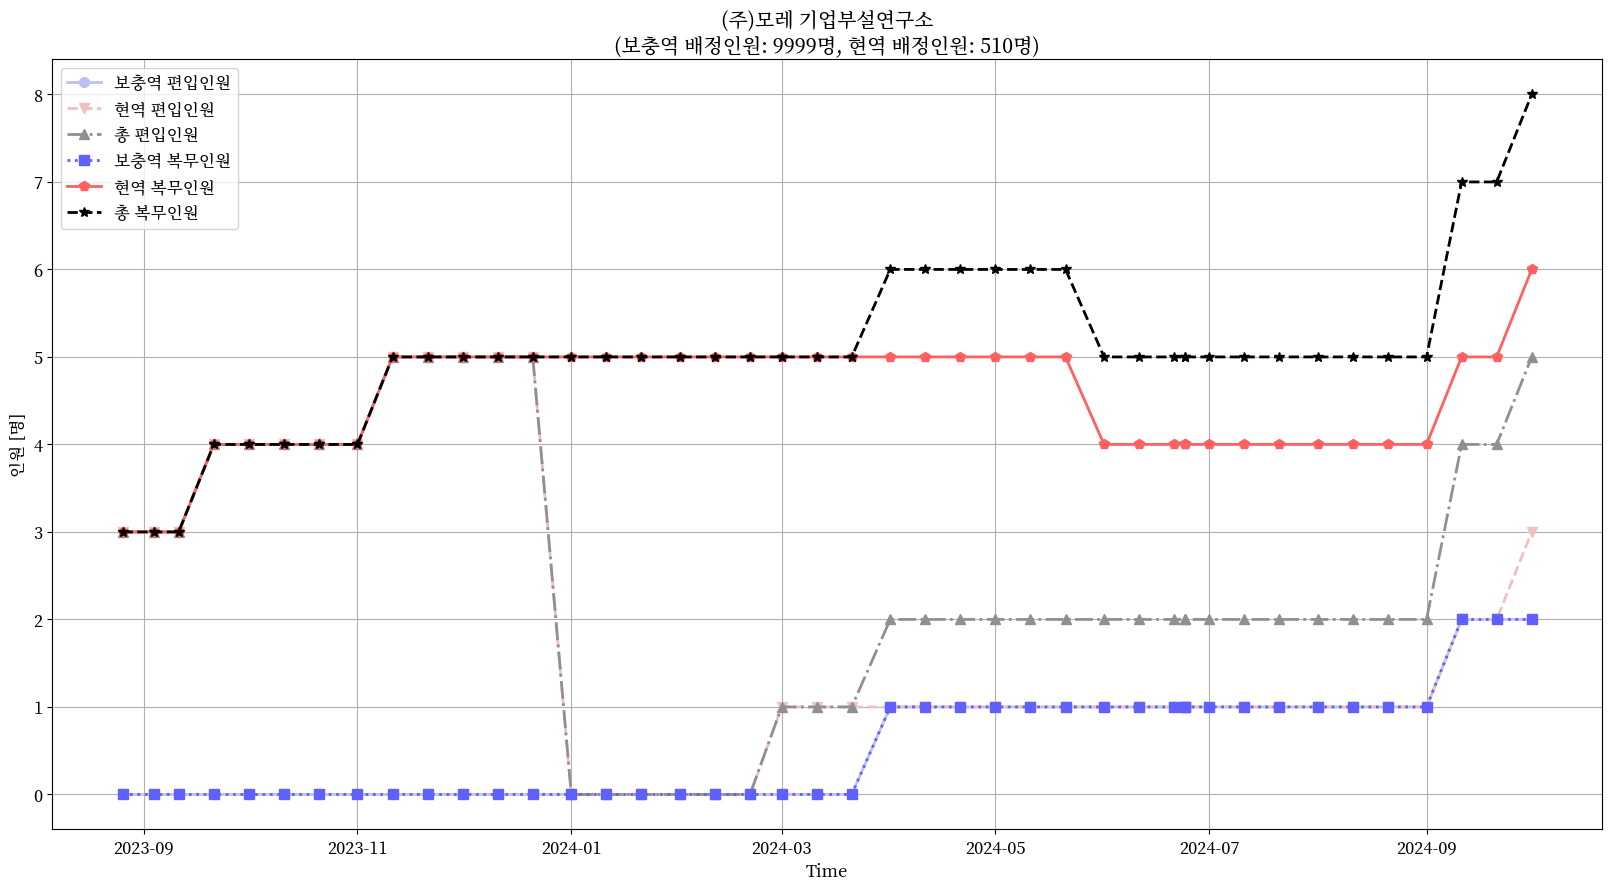 (주)모레 기업부설연구소
(보충역 배정인원: 9999명, 현역 배정인원: 510명)
보충역 편입인원
현역 편입인원
총 편입인원
보충역 복무인원
현역 복무인원
총 복무인원
인원 [명]
8
7
6
5
4
3
2
1
0
2023-09
2023-11
2024-01
2024-03
2024-05
2024-07
2024-09
Time